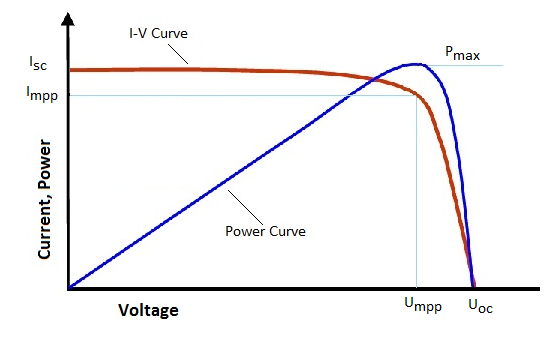 I-V Curve
Isc
Pmax
Impp
Current, Power
Power Curve
Voltage
Umpp
Uoc